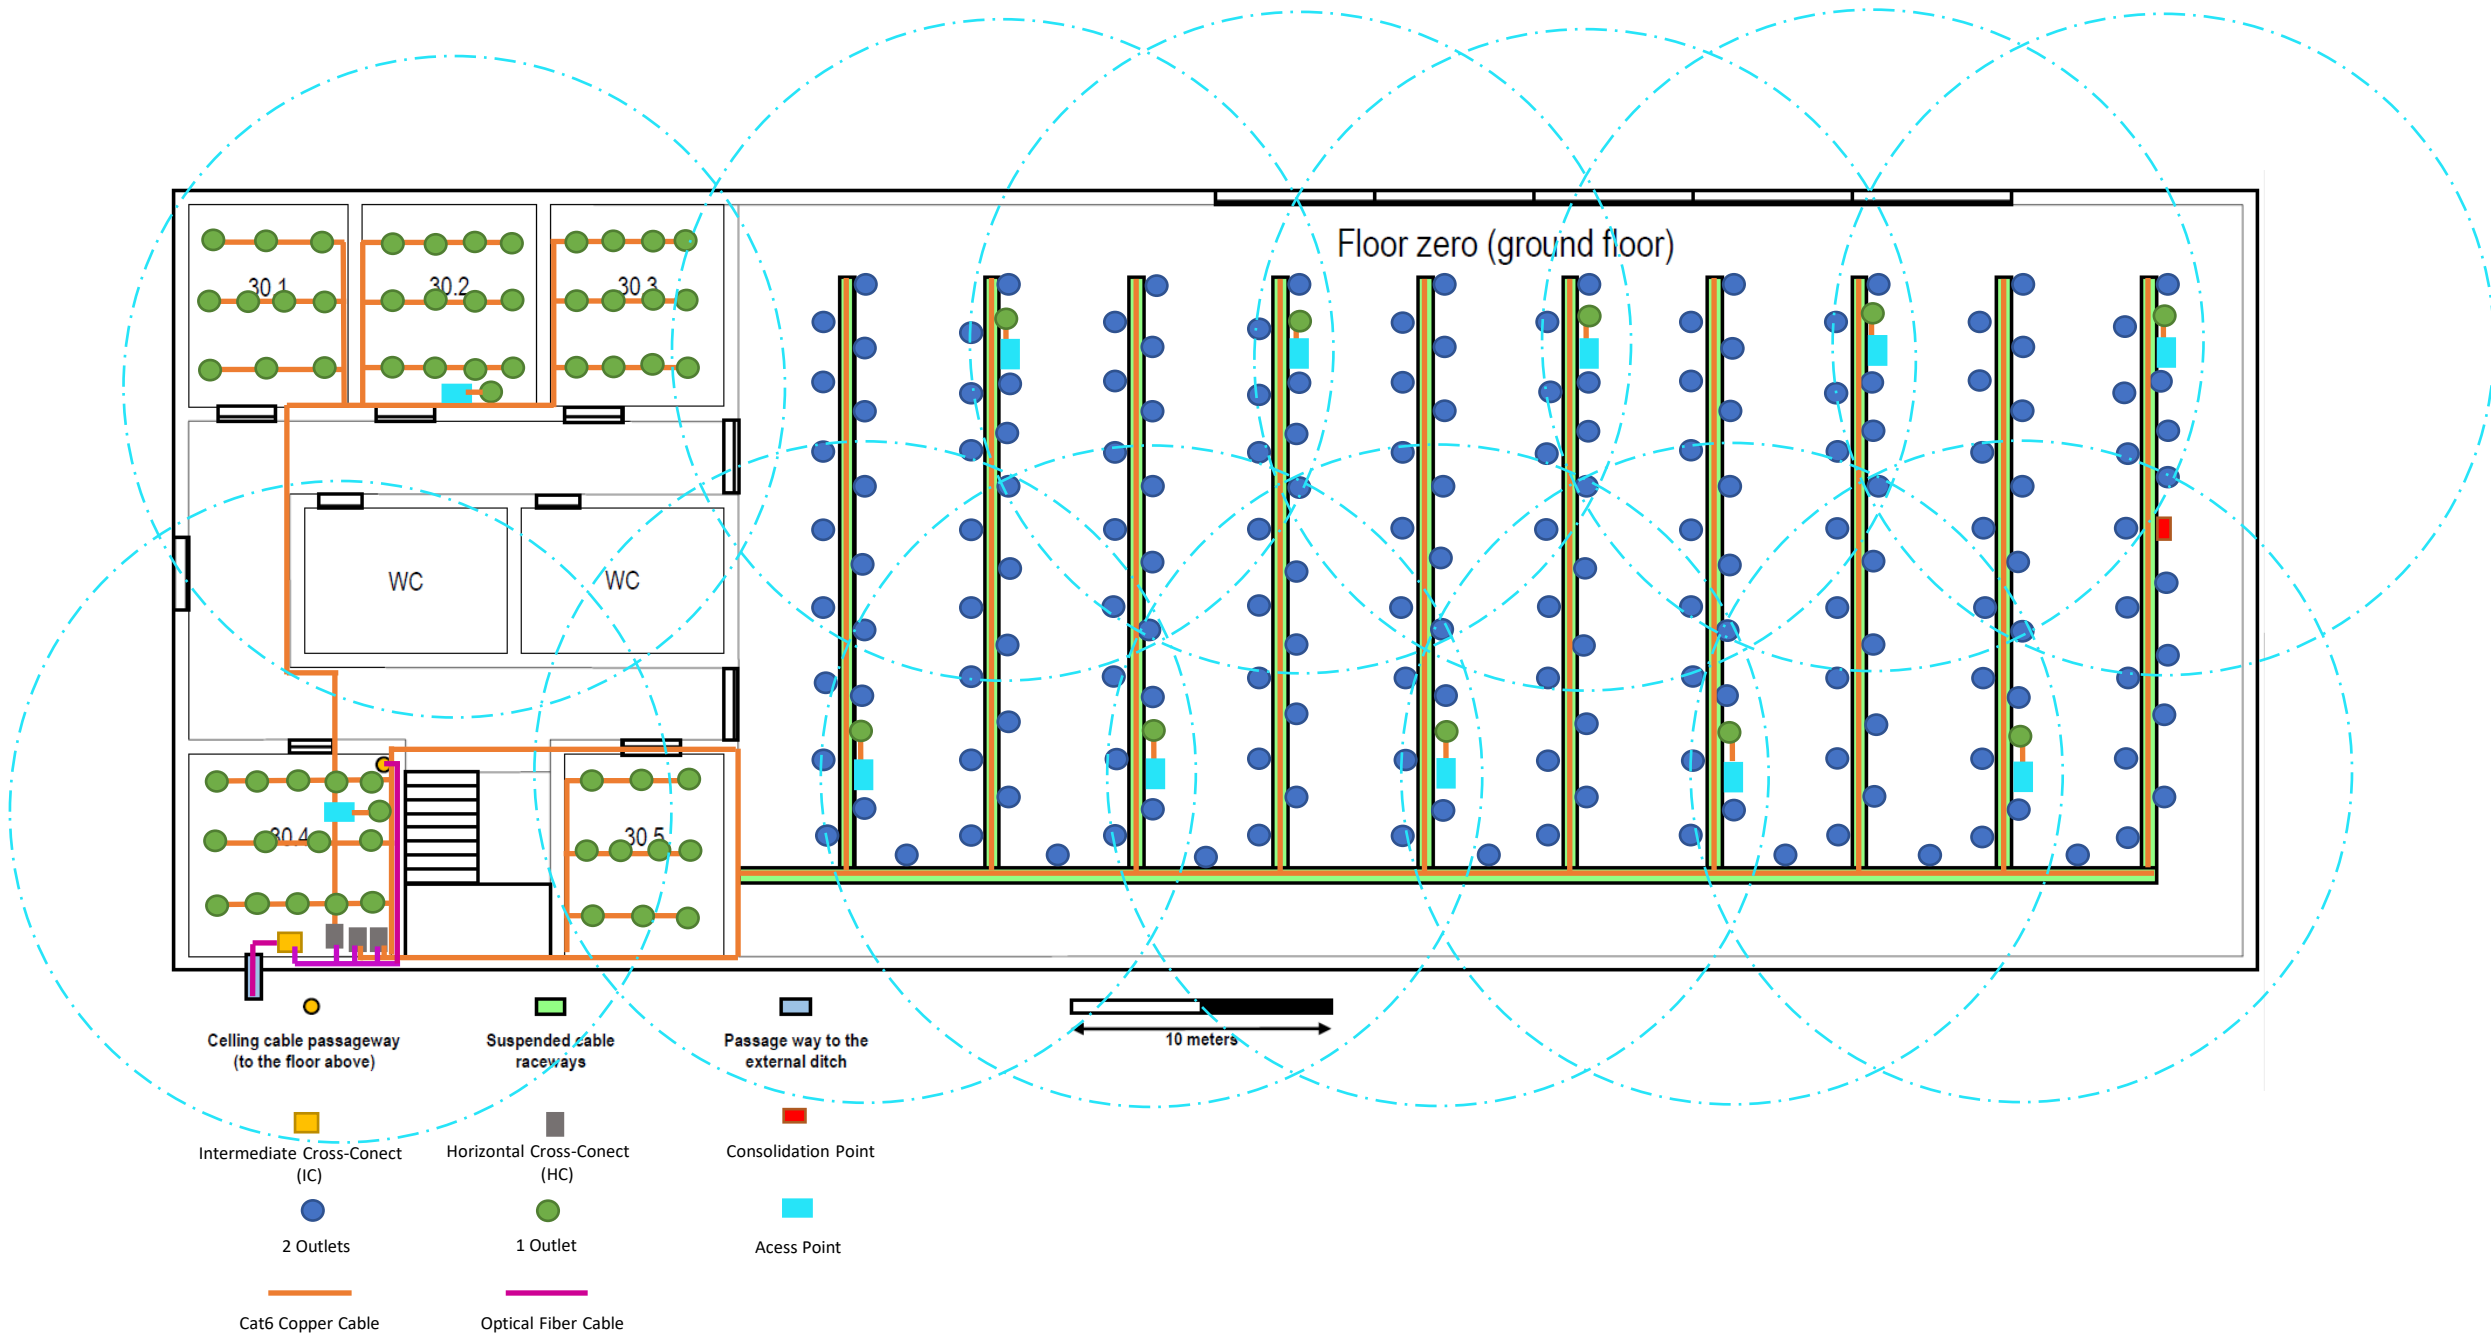 Floor zero (ground floor)
30.1
30.2
30.3
WC
WC
30.4
30.5
10 meters
Celling cable passageway
(to the floor above)
Suspended cable
raceways
Passage way to the
external ditch
Intermediate Cross-Conect
(IC)
Horizontal Cross-Conect
(HC)
Consolidation Point
2 Outlets
1 Outlet
Acess Point
Cat6 Copper Cable
Optical Fiber Cable